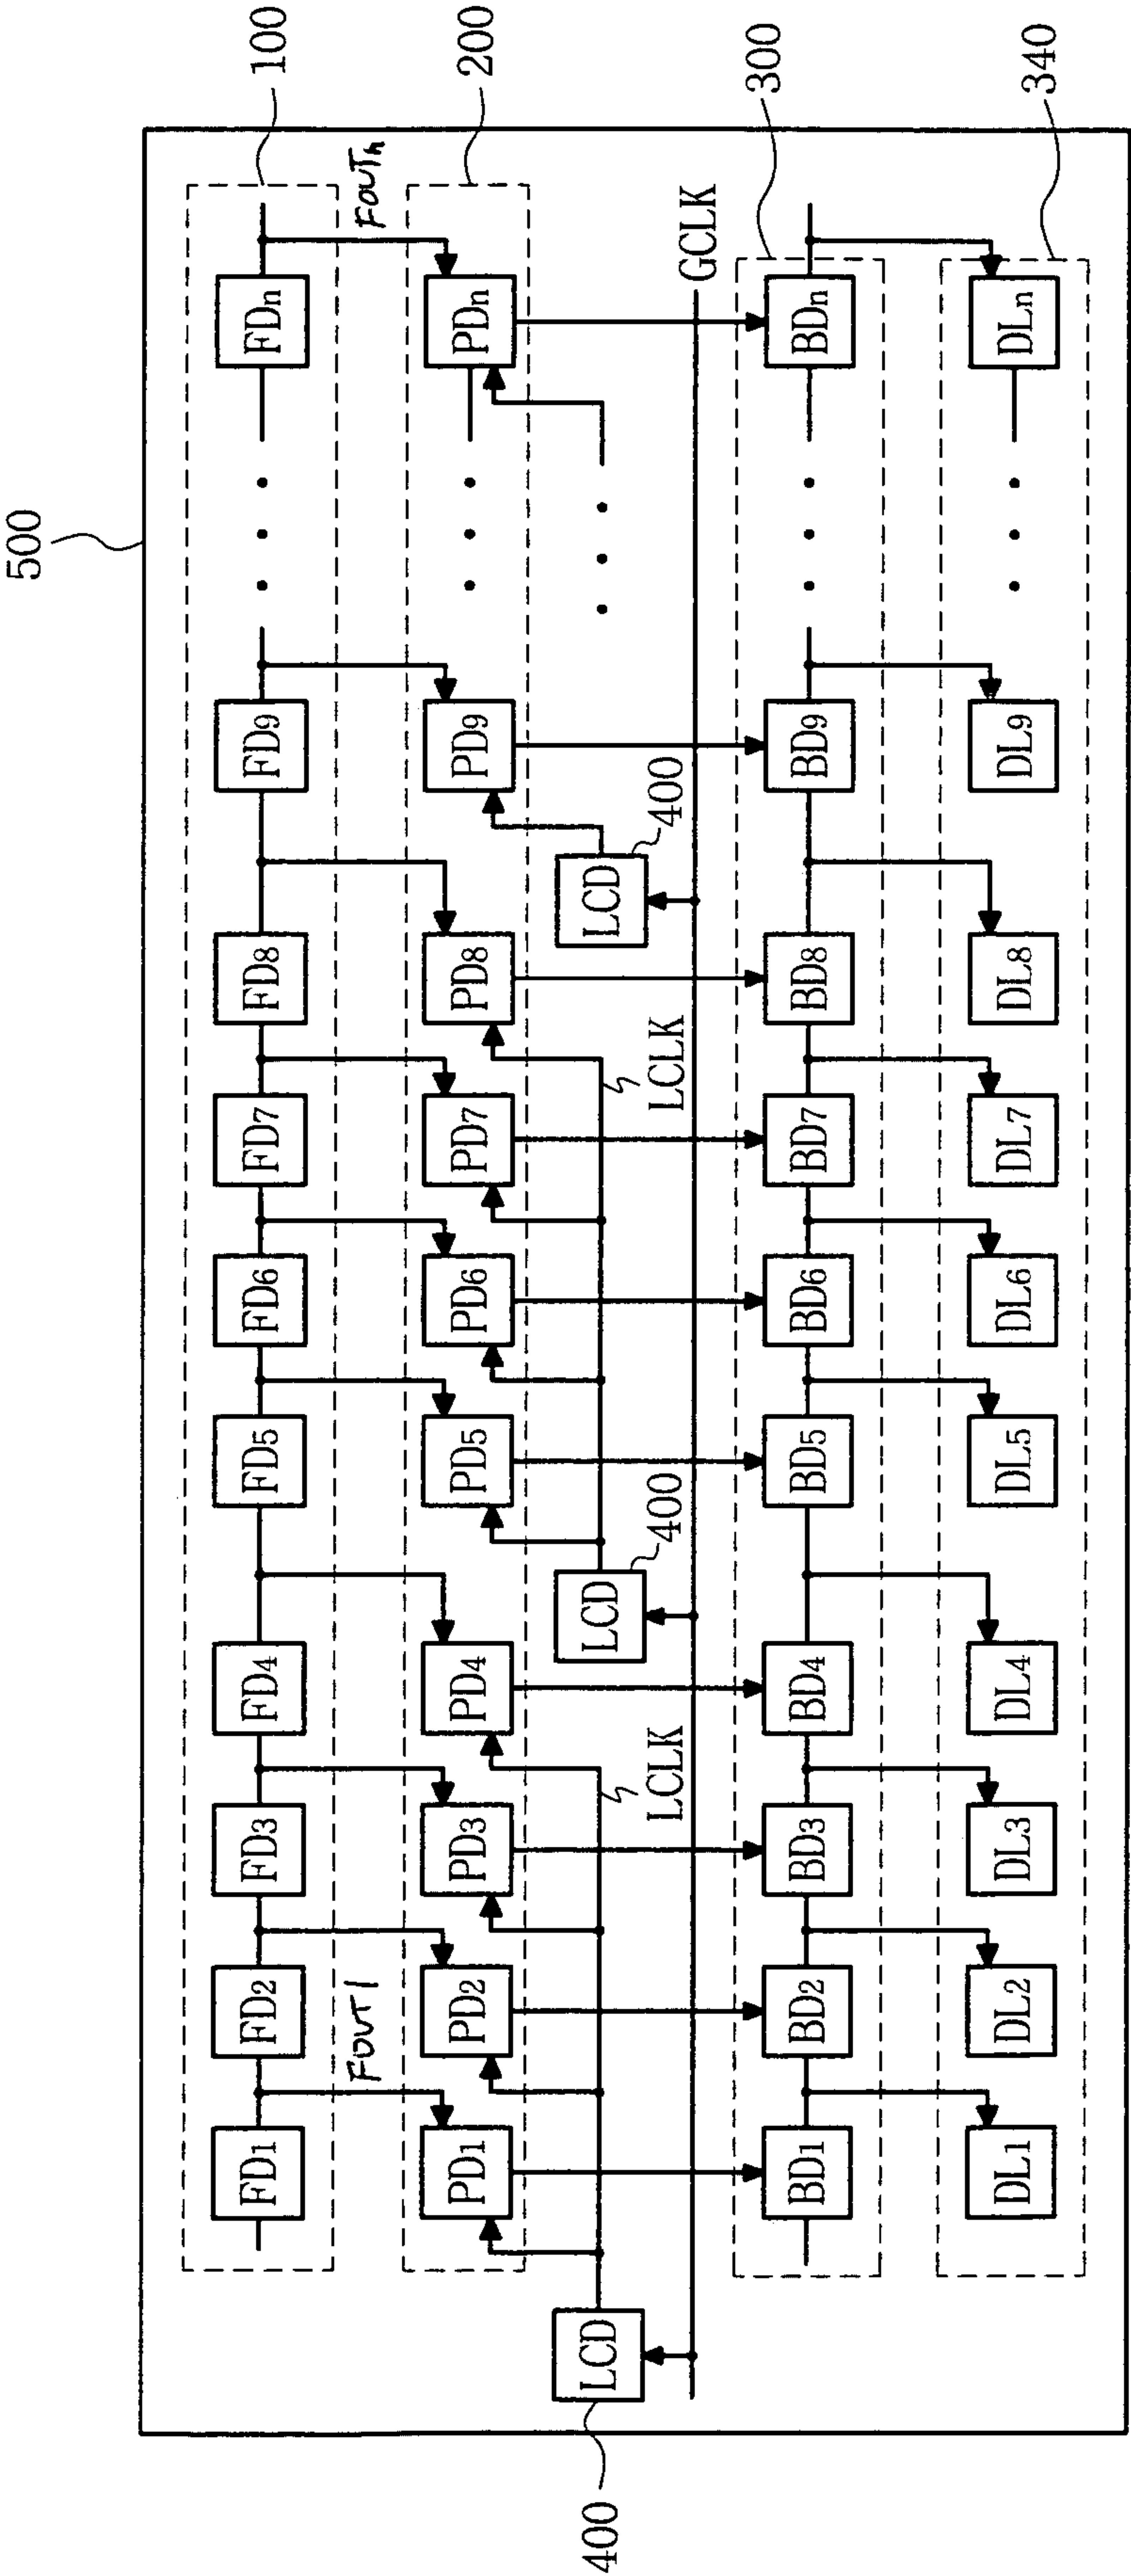 500
100
FD1 FD2 FD3 FD4 FD5 FD6 FD7 FD8 FD9 FDn
FOUT1 FOUTn
200
PD1 PD2 PD3 PD4 PD5 PD6 PD7 PD8 PD9 PDn
400 LCD LCD 400 LCD 400
LCLK LCLK GCLK
300
BD1 BD2 BD3 BD4 BD5 BD6 BD7 BD8 BD9 BDn
DL1 DL2 DL3 DL4 DL5 DL6 DL7 DL8 DL9 DLn
340